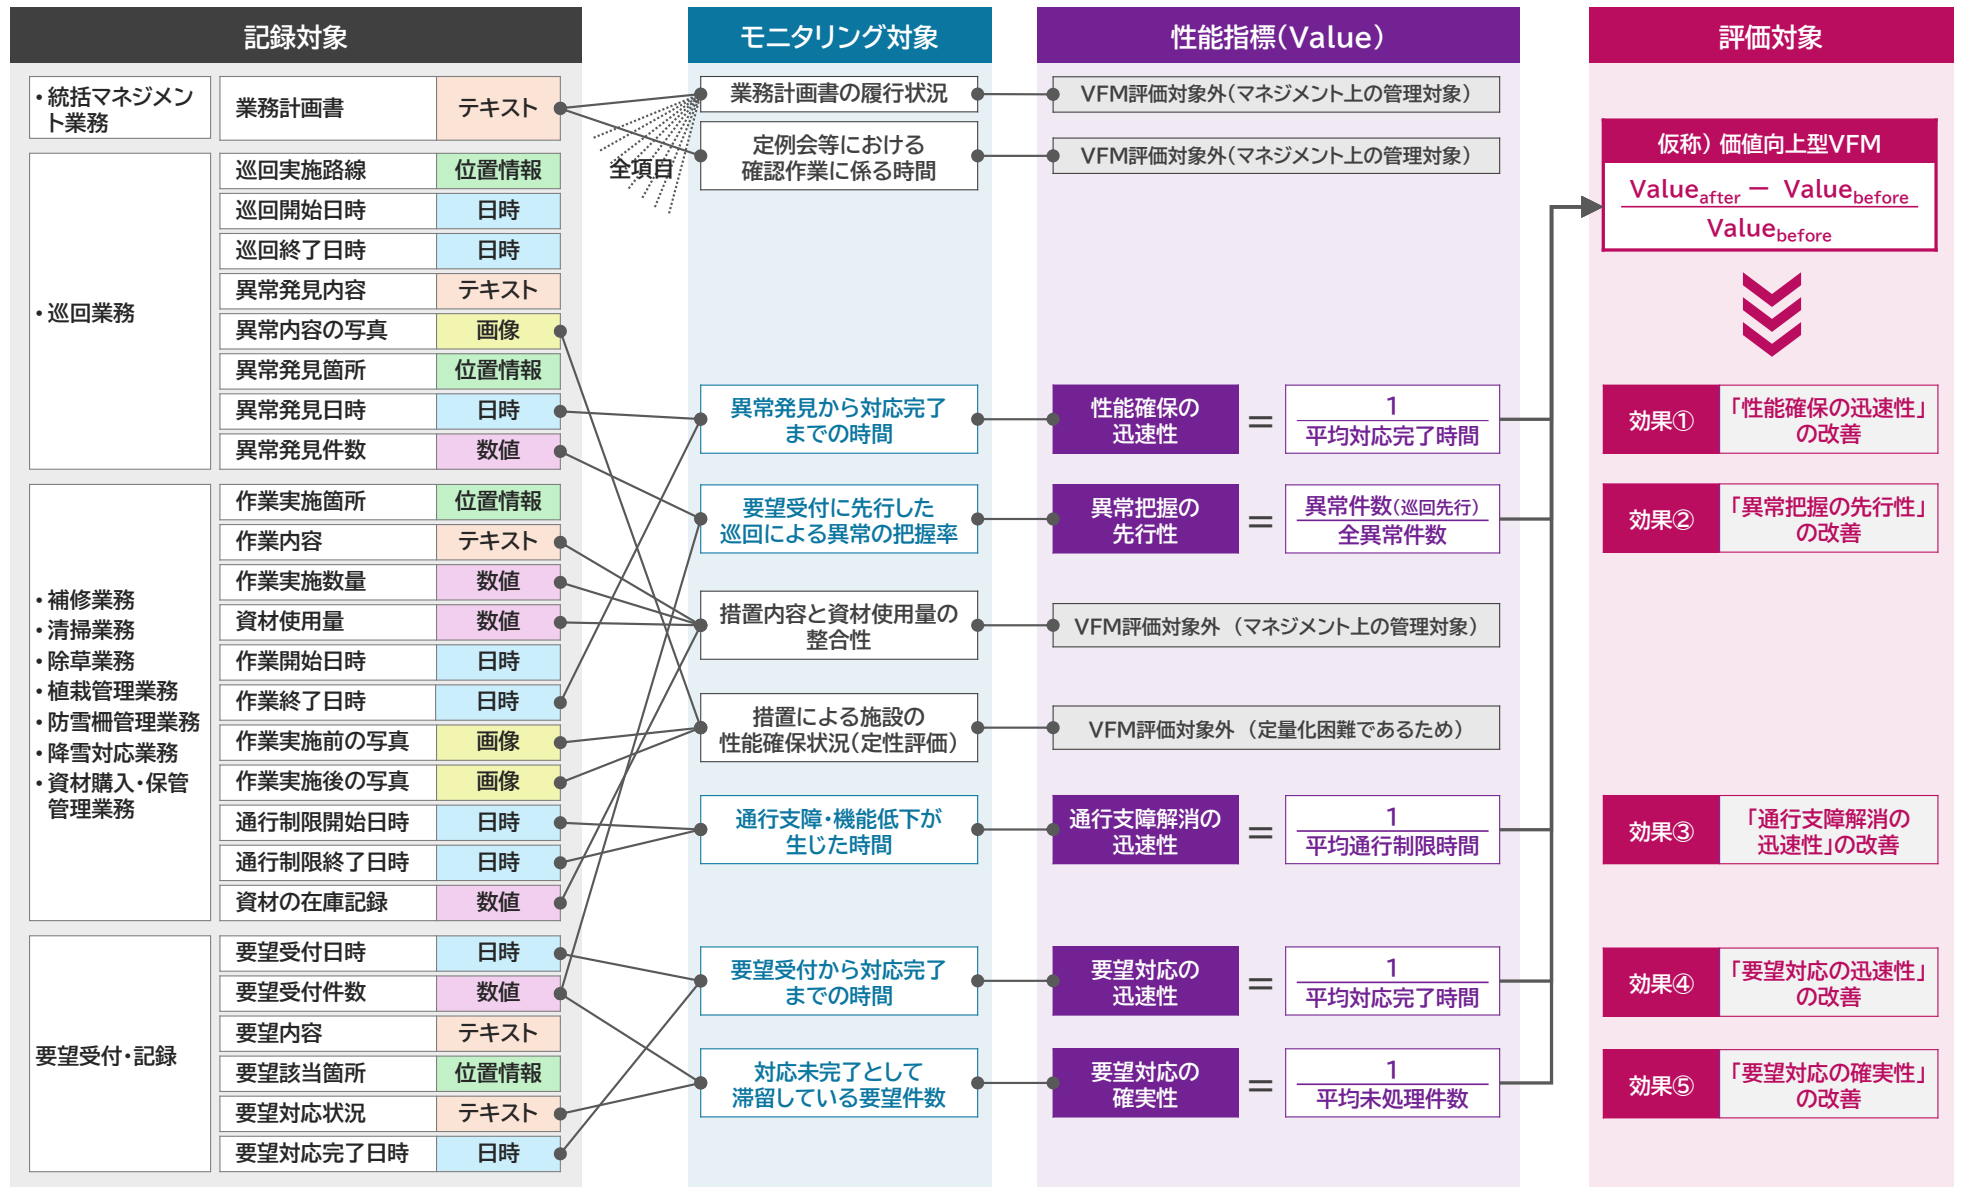 記録対象
モニタリング対象
性能指標（Value）
評価対象
・統括マネジメン
ト業務
業務計画書
テキスト
・巡回業務
巡回実施路線
位置情報
巡回開始日時
日時
巡回終了日時
日時
異常発見内容
テキスト
異常内容の写真
画像
異常発見箇所
位置情報
異常発見日時
日時
異常発見件数
数値
・補修業務
・清掃業務
・除草業務
・植栽管理業務
・防雪柵管理業務
・降雪対応業務
・資材購入・保管
管理業務
作業実施箇所
位置情報
作業内容
テキスト
作業実施数量
数値
資材使用量
数値
作業開始日時
日時
作業終了日時
日時
作業実施前の写真
画像
作業実施後の写真
画像
通行制限開始日時
日時
通行制限終了日時
日時
資材の在庫記録
数値
要望受付・記録
要望受付日時
日時
要望受付件数
数値
要望内容
テキスト
要望該当箇所
位置情報
要望対応状況
テキスト
要望対応完了日時
日時
全項目
業務計画書の履行状況
定例会等における
確認作業に係る時間
異常発見から対応完了
までの時間
要望受付に先行した
巡回による異常の把握率
措置内容と資材使用量の
整合性
措置による施設の
性能確保状況（定性評価）
通行支障・機能低下が
生じた時間
要望受付から対応完了
までの時間
対応未完了として
滞留している要望件数
VFM評価対象外（マネジメント上の管理対象）
VFM評価対象外（マネジメント上の管理対象）
性能確保の
迅速性
=
1
平均対応完了時間
異常把握の
先行性
=
異常件数（巡回先行）
全異常件数
VFM評価対象外 （マネジメント上の管理対象）
VFM評価対象外 （定量化困難であるため）
通行支障解消の
迅速性
=
1
平均通行制限時間
要望対応の
迅速性
=
1
平均対応完了時間
要望対応の
確実性
=
1
平均未処理件数
仮称）価値向上型VFM
Valueafter － Valuebefore
Valuebefore
効果①
「性能確保の迅速性」
の改善
効果②
「異常把握の先行性」
の改善
効果③
「通行支障解消の
迅速性」の改善
効果④
「要望対応の迅速性」
の改善
効果⑤
「要望対応の確実性」
の改善